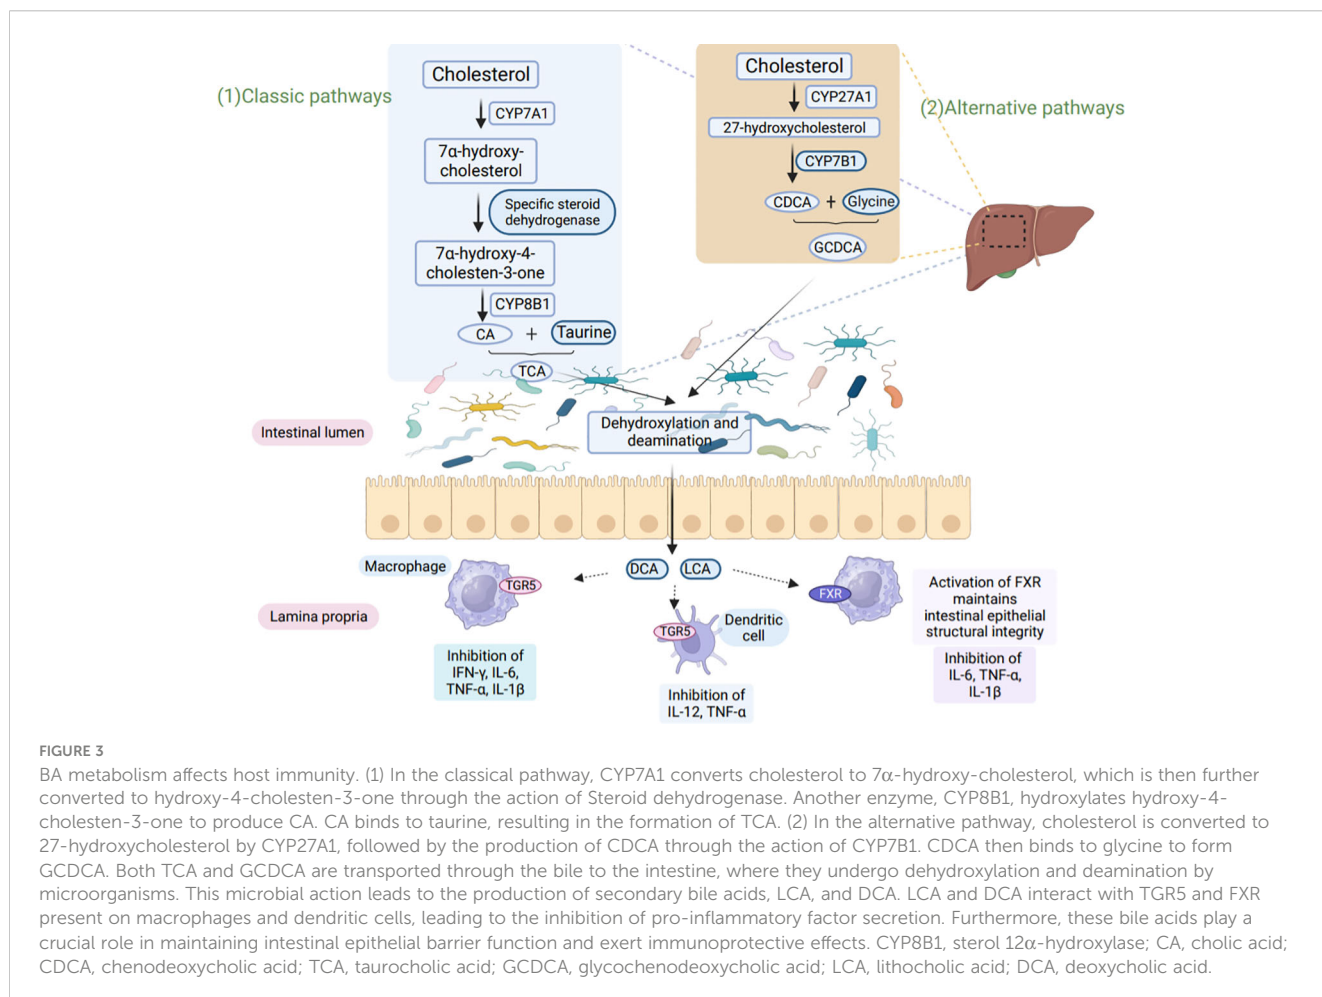 (1)Classic pathways
Cholesterol
CYP7A1
7α-hydroxy-
cholesterol
Specific steroid
dehydrogenase
7α-hydroxy-4-
cholesten-3-one
CYP8B1
CA + Taurine
TCA
(2)Alternative pathways
Cholesterol
CYP27A1
27-hydroxycholesterol
CYP7B1
CDCA + Glycine
GCDCA
Intestinal lumen
Dehydroxylation and
deamination
Macrophage
TGR5
DCA LCA
FXR
Lamina propria
TGR5
Dendritic
cell
Activation of FXR
maintains
intestinal epithelial
structural integrity
Inhibition of
IFN-γ, IL-6,
TNF-α, IL-1β
Inhibition of
IL-12, TNF-α
Inhibition of
IL-6, TNF-α,
IL-1β
FIGURE 3
BA metabolism affects host immunity. (1) In the classical pathway, CYP7A1 converts cholesterol to 7α-hydroxy-cholesterol, which is then further
converted to hydroxy-4-cholesten-3-one through the action of Steroid dehydrogenase. Another enzyme, CYP8B1, hydroxylates hydroxy-4-
cholesten-3-one to produce CA. CA binds to taurine, resulting in the formation of TCA. (2) In the alternative pathway, cholesterol is converted to
27-hydroxycholesterol by CYP27A1, followed by the production of CDCA through the action of CYP7B1. CDCA then binds to glycine to form
GCDCA. Both TCA and GCDCA are transported through the bile to the intestine, where they undergo dehydroxylation and deamination by
microorganisms. This microbial action leads to the production of secondary bile acids, LCA, and DCA. LCA and DCA interact with TGR5 and FXR
present on macrophages and dendritic cells, leading to the inhibition of pro-inflammatory factor secretion. Furthermore, these bile acids play a
crucial role in maintaining intestinal epithelial barrier function and exert immunoprotective effects. CYP8B1, sterol 12α-hydroxylase; CA, cholic acid;
CDCA, chenodeoxycholic acid; TCA, taurocholic acid; GCDCA, glycochenodeoxycholic acid; LCA, lithocholic acid; DCA, deoxycholic acid.